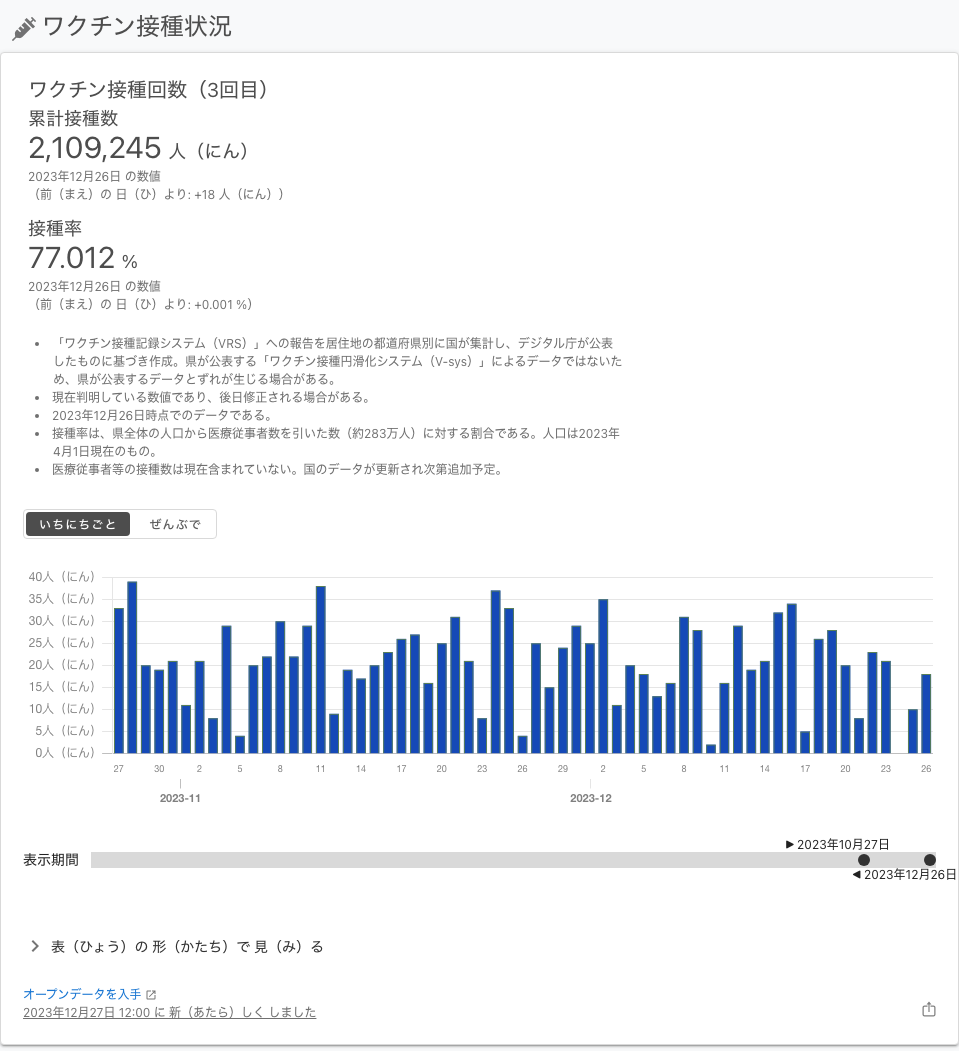 ワクチン接種状況
ワクチン接種回数（3回目）
累計接種数
2,109,245 人（にん）
2023年12月26日 の数値
（前（まえ）の 日（ひ）より: +18 人（にん））
接種率
77.012 %
2023年12月26日 の数値
（前（まえ）の 日（ひ）より: +0.001 %）
• 「ワクチン接種記録システム（VRS）」への報告を居住地の都道府県別に国が集計し、デジタル庁が公表
したものに基づき作成。県が公表する「ワクチン接種円滑化システム（V-sys）」によるデータではないた
め、県が公表するデータとずれが生じる場合がある。
• 現在判明している数値であり、後日修正される場合がある。
• 2023年12月26日時点でのデータである。
• 接種率は、県全体の人口から医療従事者数を引いた数（約283万人）に対する割合である。人口は2023年
4月1日現在のもの。
• 医療従事者等の接種数は現在含まれていない。国のデータが更新され次第追加予定。
いちにちごと ぜんぶで
40人（にん）
35人（にん）
30人（にん）
25人（にん）
20人（にん）
15人（にん）
10人（にん）
5人（にん）
0人（にん）
27 30 2 5 8 11 14 17 20 23 26 29 2 5 8 11 14 17 20 23 26
2023-11 2023-12
▶ 2023年10月27日
表示期間
◀ 2023年12月26日
表（ひょう）の 形（かたち）で 見（み）る
オープンデータを入手
2023年12月27日 12:00 に 新（あたら）しく しました